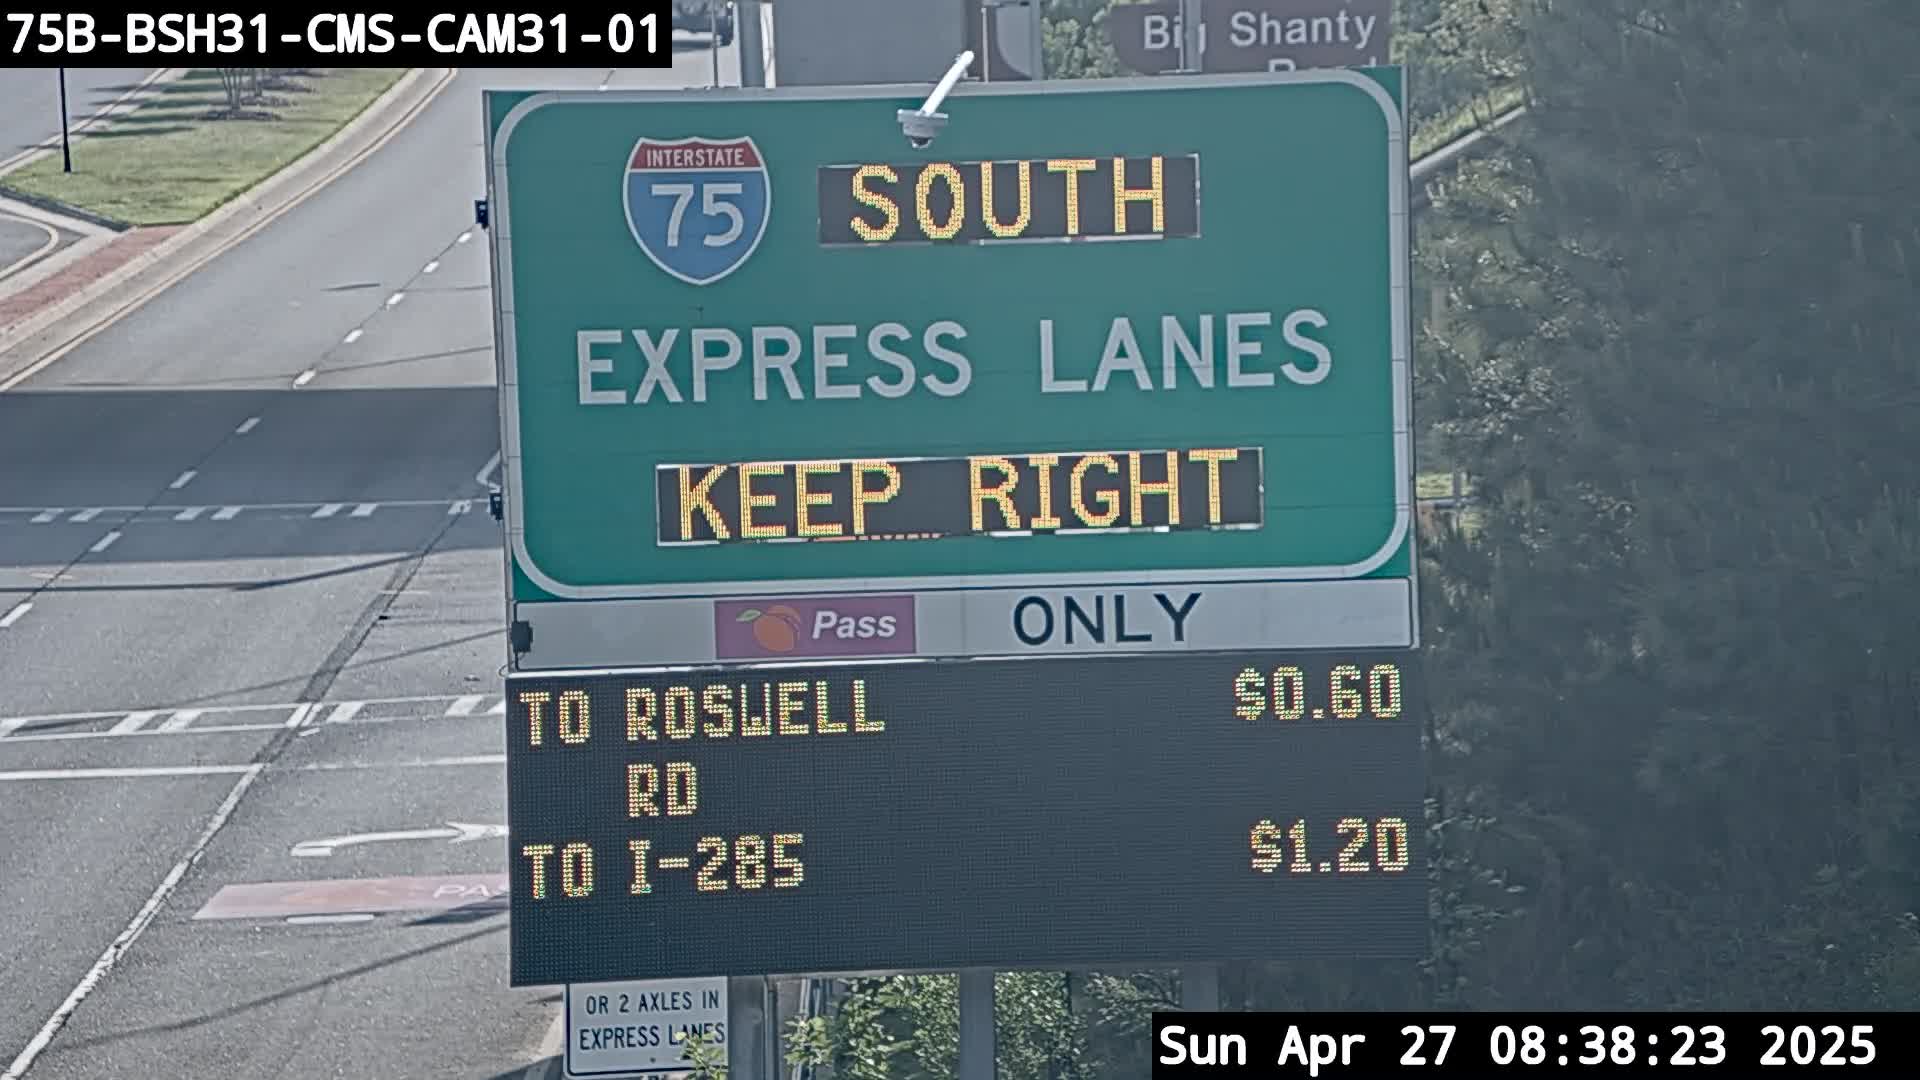 75B-BSH31-CMS-CAM31-01
Big Shanty
Road
INTERSTATE
75
SOUTH
EXPRESS LANES
KEEP RIGHT
Pass
ONLY
TO ROSWELL $0.60
RD
TO I-285 $1.20
OR 2 AXLES IN
EXPRESS LANES
Sun Apr 27 08:38:23 2025